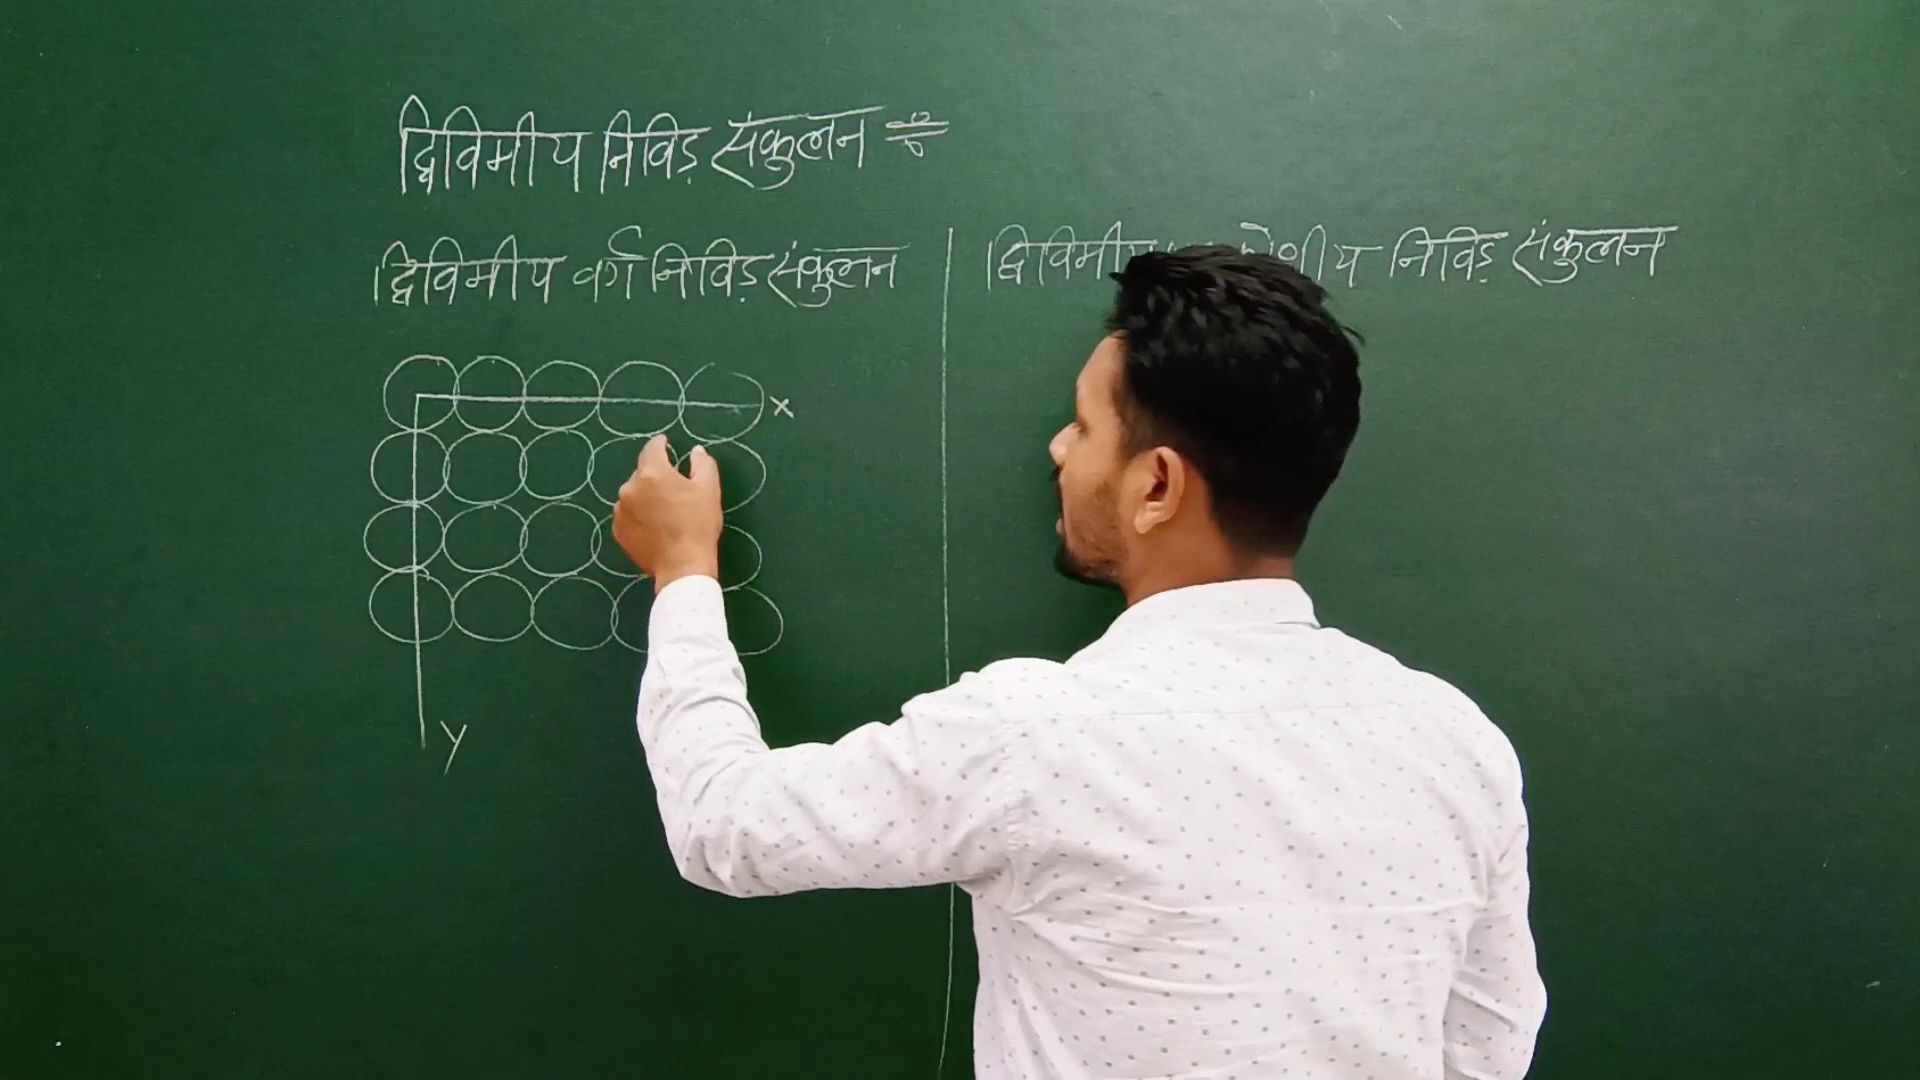 द्विविमीय निविड़ संकुलन ÷
द्विविमीय वर्ग निविड़ संकुलन
द्विविमीय निविड़ संकुलन
X
Y